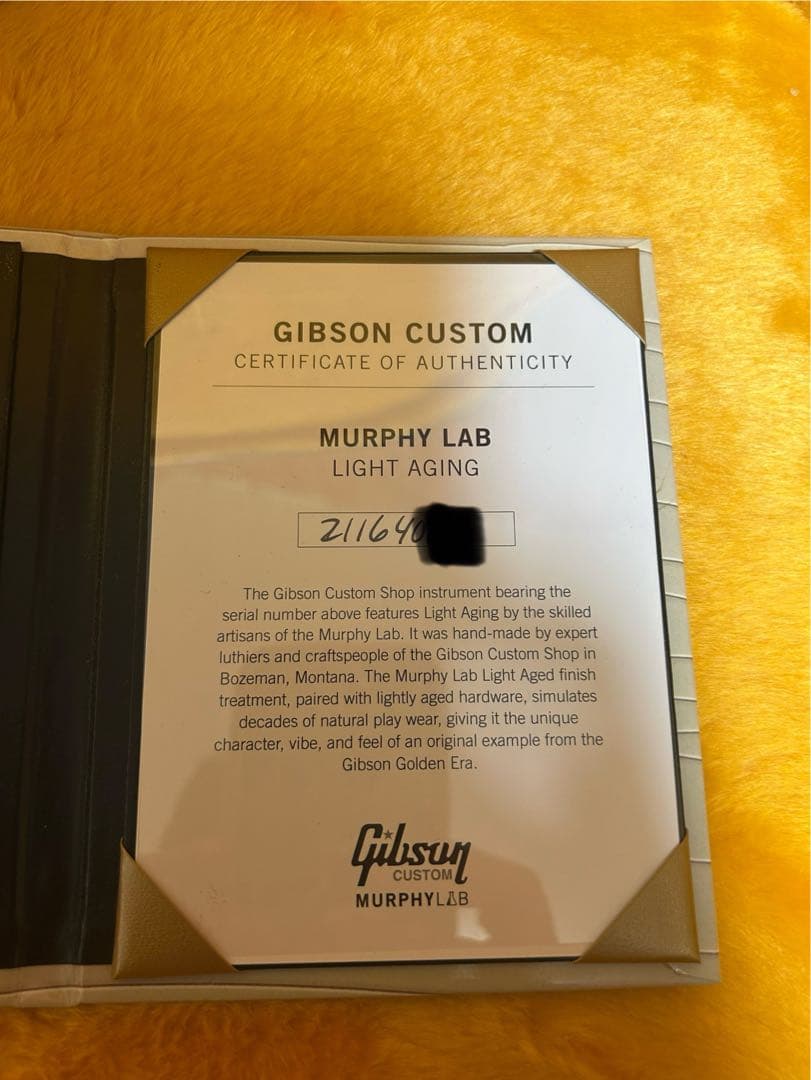 GIBSON CUSTOM
CERTIFICATE OF AUTHENTICITY
MURPHY LAB
LIGHT AGING
211640
The Gibson Custom Shop instrument bearing the
serial number above features Light Aging by the skilled
artisans of the Murphy Lab. It was hand-made by expert
luthiers and craftspeople of the Gibson Custom Shop in
Bozeman, Montana. The Murphy Lab Light Aged finish
treatment, paired with lightly aged hardware, simulates
decades of natural play wear, giving it the unique
character, vibe, and feel of an original example from the
Gibson Golden Era.
Gibson
CUSTOM
MURPHYLAB